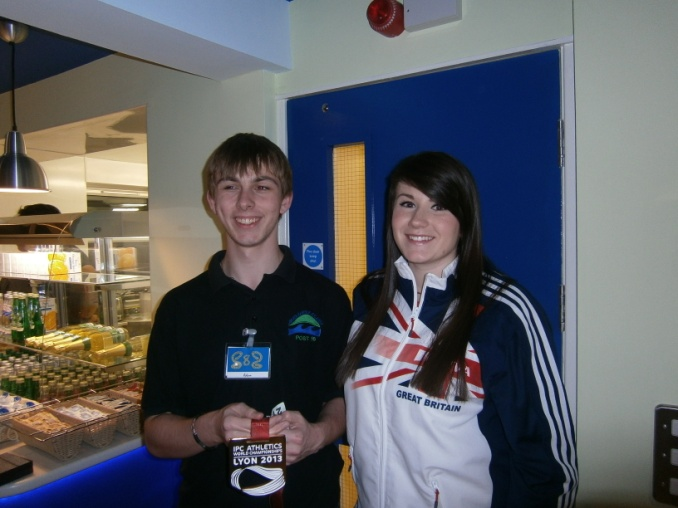 POST 16
GREAT BRITAIN
IPC ATHLETICS
WORLD CHAMPIONSHIPS
LYON 2013